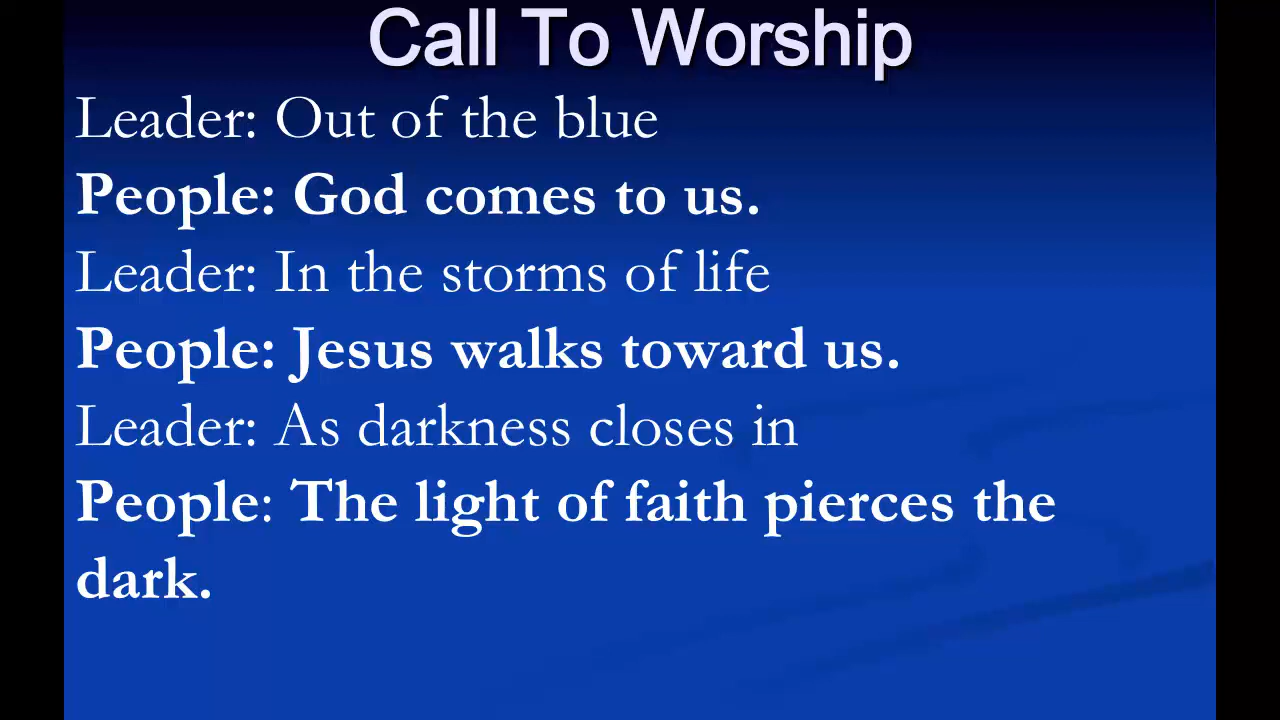 Call To Worship
Leader: Out of the blue
People: God comes to us.
Leader: In the storms of life
People: Jesus walks toward us.
Leader: As darkness closes in
People: The light of faith pierces the
dark.